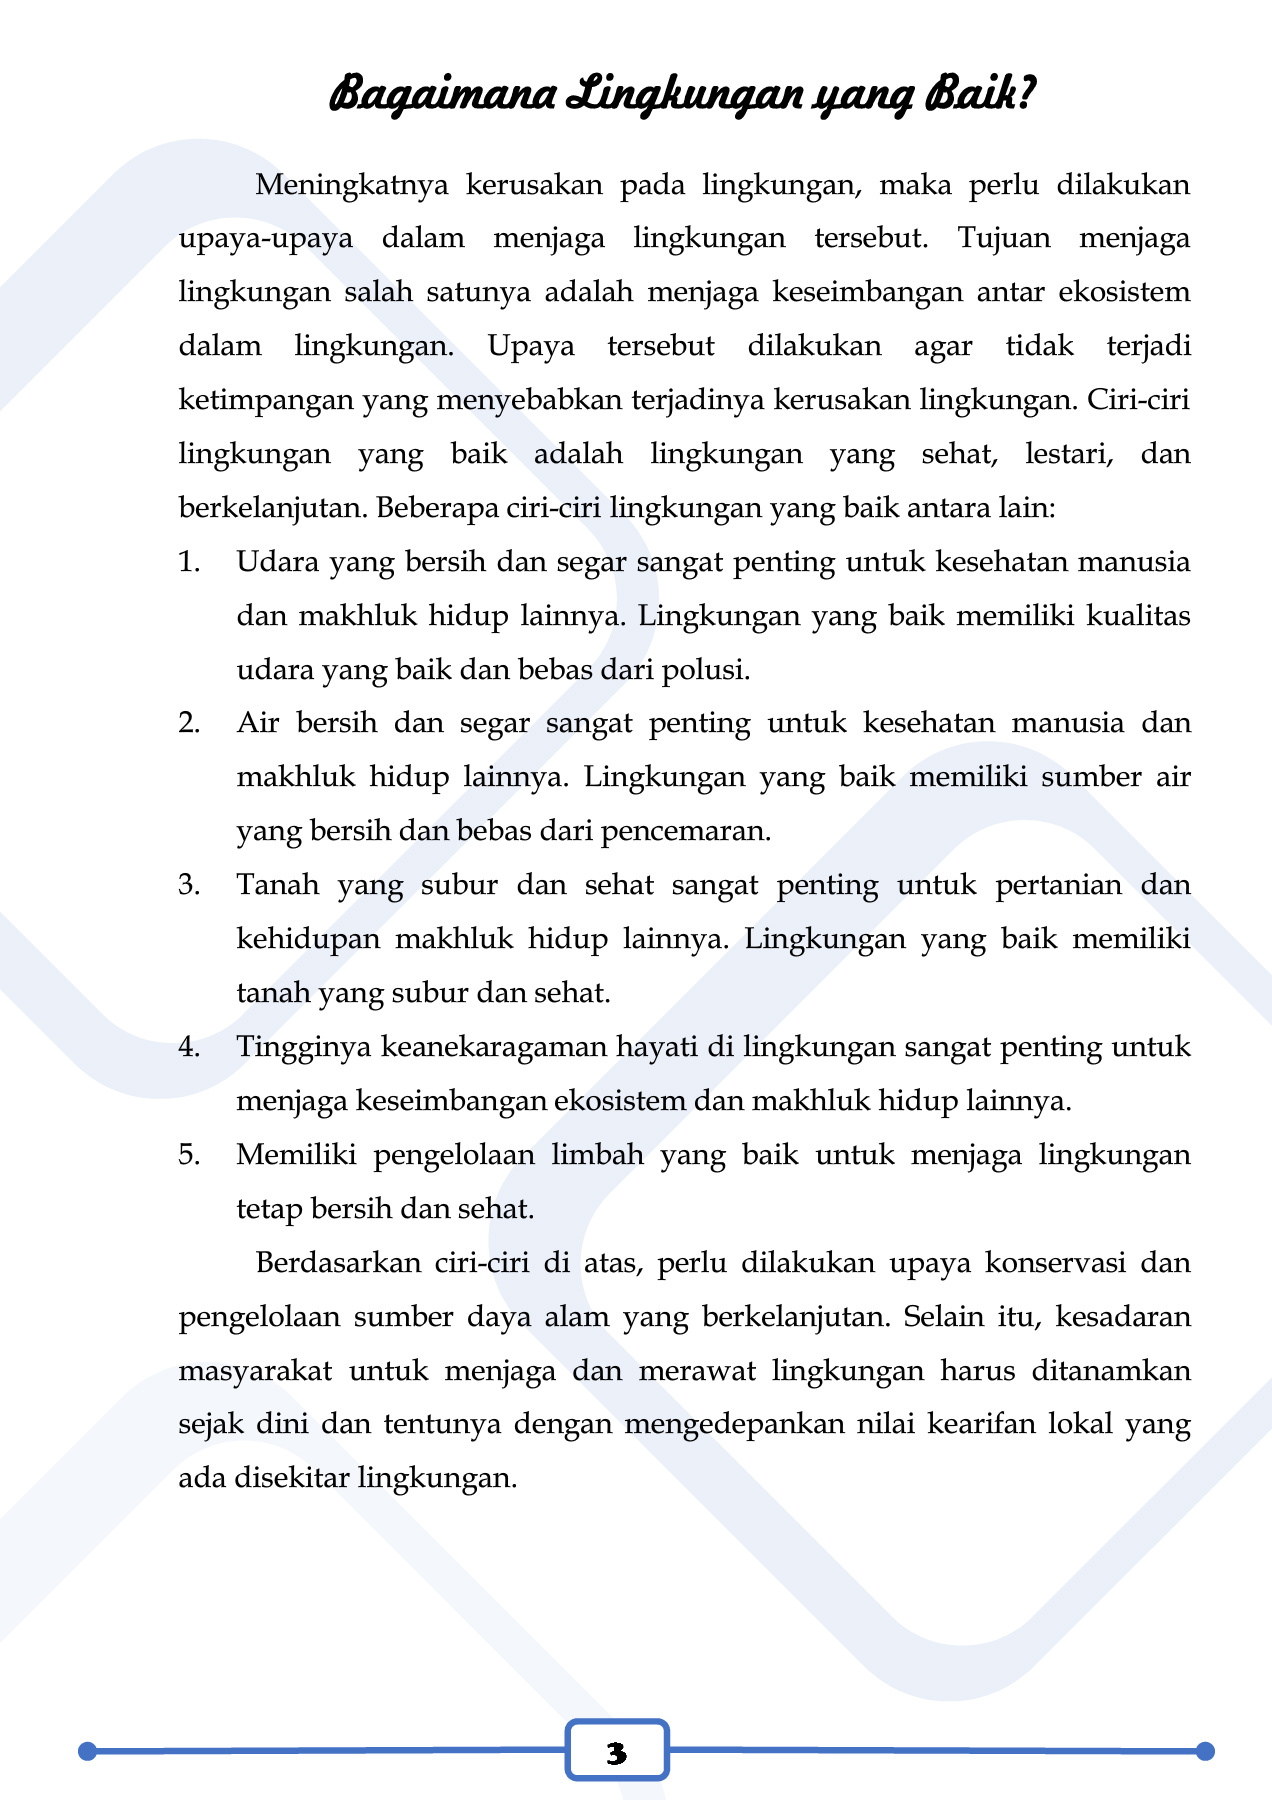 Bagaimana Lingkungan yang Baik?
Meningkatnya kerusakan pada lingkungan, maka perlu dilakukan
upaya-upaya dalam menjaga lingkungan tersebut. Tujuan menjaga
lingkungan salah satunya adalah menjaga keseimbangan antar ekosistem
dalam lingkungan. Upaya tersebut dilakukan agar tidak terjadi
ketimpangan yang menyebabkan terjadinya kerusakan lingkungan. Ciri-ciri
lingkungan yang baik adalah lingkungan yang sehat, lestari, dan
berkelanjutan. Beberapa ciri-ciri lingkungan yang baik antara lain:
1. Udara yang bersih dan segar sangat penting untuk kesehatan manusia
dan makhluk hidup lainnya. Lingkungan yang baik memiliki kualitas
udara yang baik dan bebas dari polusi.
2. Air bersih dan segar sangat penting untuk kesehatan manusia dan
makhluk hidup lainnya. Lingkungan yang baik memiliki sumber air
yang bersih dan bebas dari pencemaran.
3. Tanah yang subur dan sehat sangat penting untuk pertanian dan
kehidupan makhluk hidup lainnya. Lingkungan yang baik memiliki
tanah yang subur dan sehat.
4. Tingginya keanekaragaman hayati di lingkungan sangat penting untuk
menjaga keseimbangan ekosistem dan makhluk hidup lainnya.
5. Memiliki pengelolaan limbah yang baik untuk menjaga lingkungan
tetap bersih dan sehat.
Berdasarkan ciri-ciri di atas, perlu dilakukan upaya konservasi dan
pengelolaan sumber daya alam yang berkelanjutan. Selain itu, kesadaran
masyarakat untuk menjaga dan merawat lingkungan harus ditanamkan
sejak dini dan tentunya dengan mengedepankan nilai kearifan lokal yang
ada disekitar lingkungan.
3